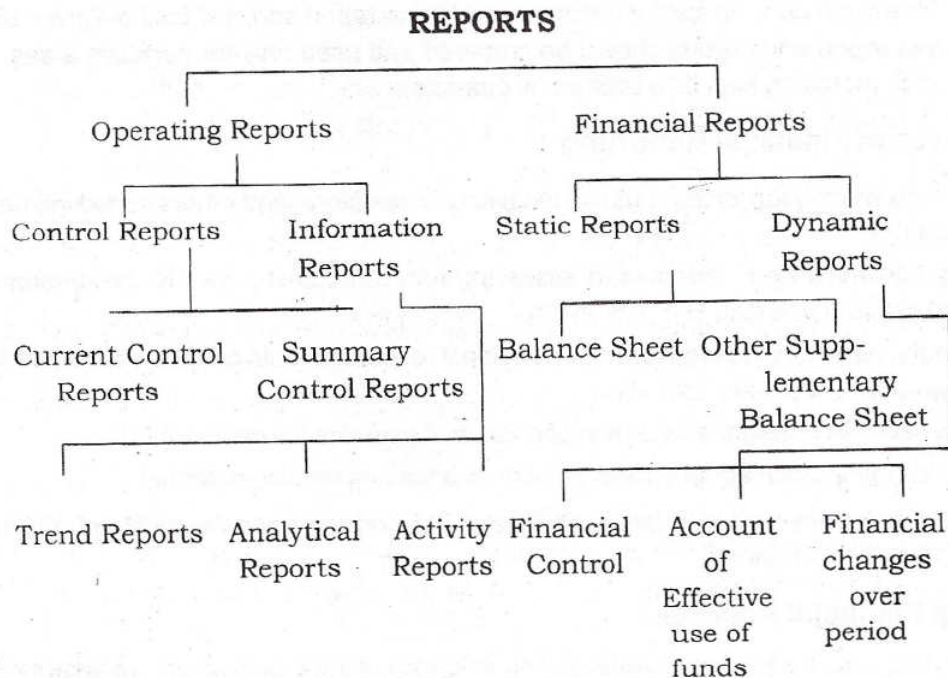 REPORTS
Operating Reports
Financial Reports
Control Reports
Information
Reports
Static Reports
Dynamic
Reports
Current Control
Reports
Summary
Control Reports
Balance Sheet
Other Supp-
lementary
Balance Sheet
Trend Reports
Analytical
Reports
Activity
Reports
Financial
Control
Account
of
Effective
use of
funds
Financial
changes
over
period